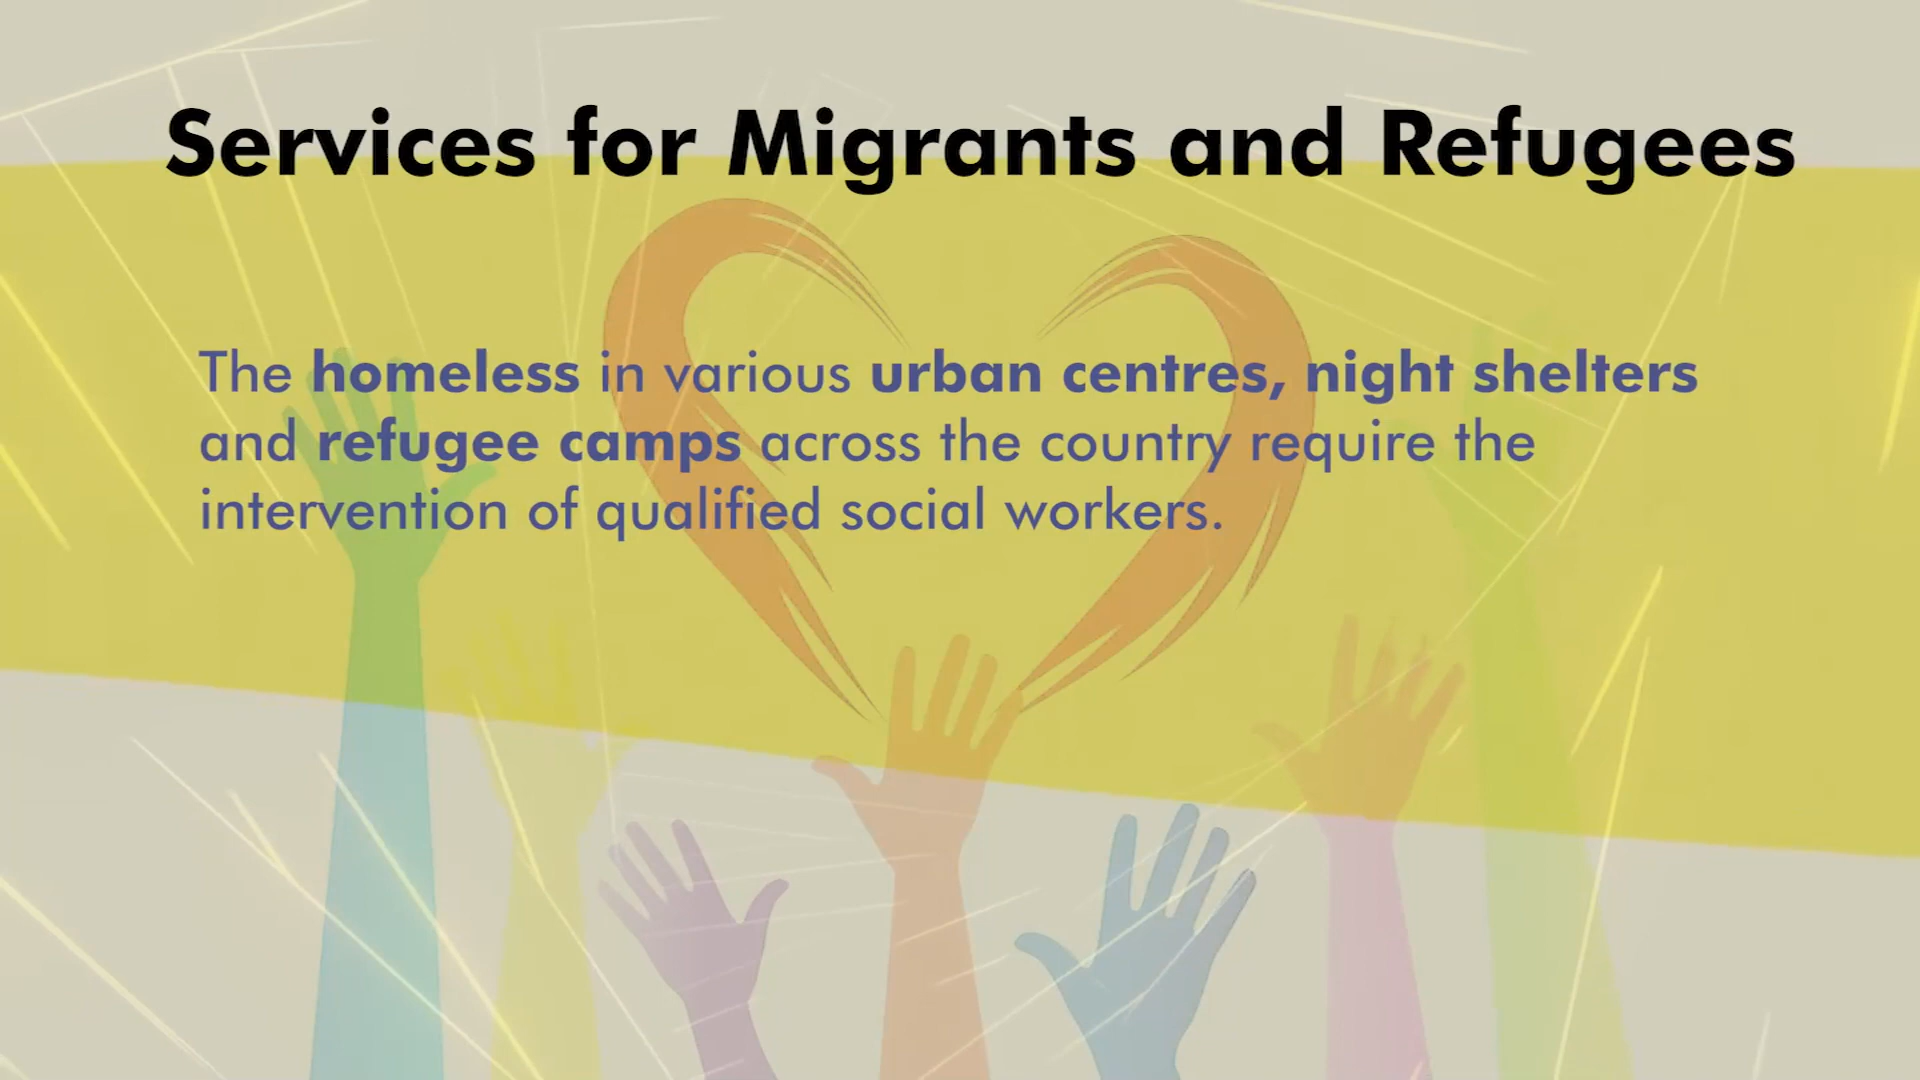 Services for Migrants and Refugees
The homeless in various urban centres, night shelters
and refugee camps across the country require the
intervention of qualified social workers.